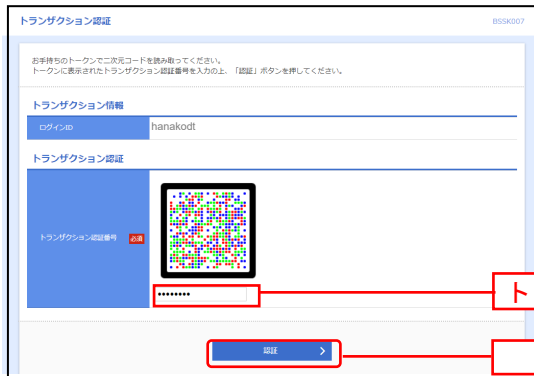 トランザクション認証
BSSK007
お手持ちのトークンで二次元コードを読み取ってください。
トークンに表示されたトランザクション認証番号を入力の上、「認証」ボタンを押してください。
トランザクション情報
ログインID
hanakodt
トランザクション認証
トランザクション認証番号 必須
••••••••
ト
認証